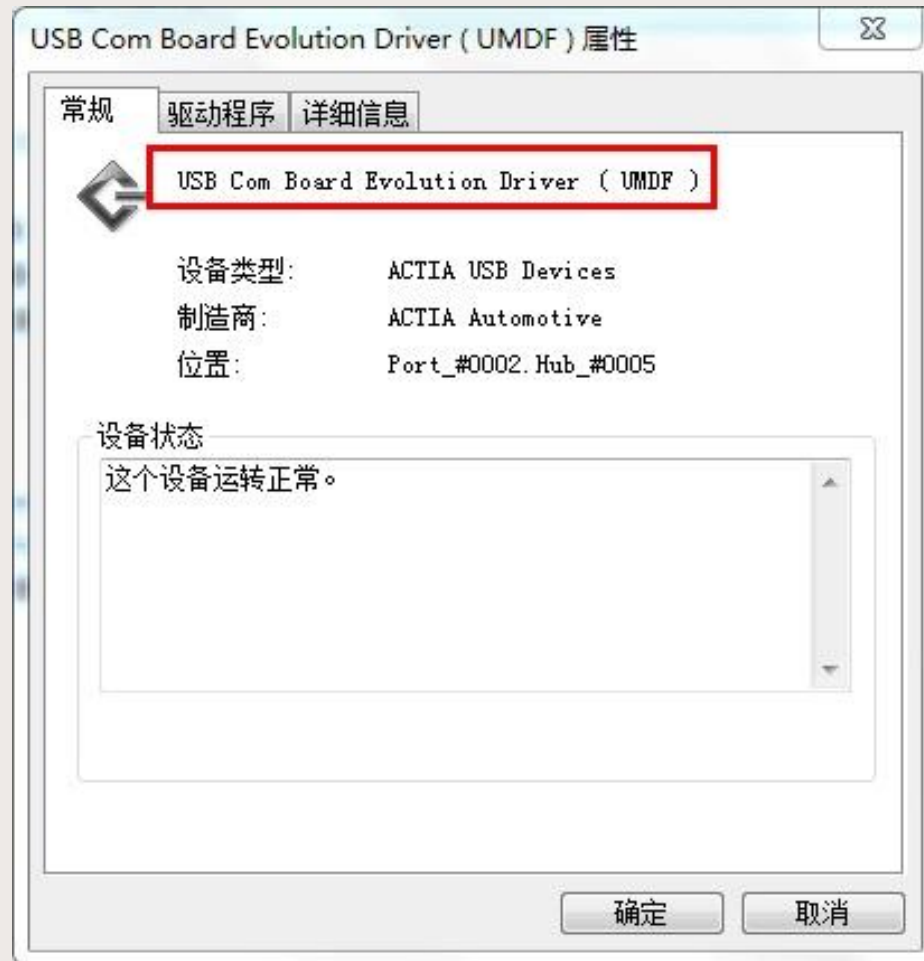 USB Com Board Evolution Driver ( UMDF ) 属性
常规 驱动程序 详细信息
USB Com Board Evolution Driver ( UMDF )
设备类型: ACTIA USB Devices
制造商: ACTIA Automotive
位置: Port_#0002.Hub_#0005
设备状态
这个设备运转正常。
确定 取消